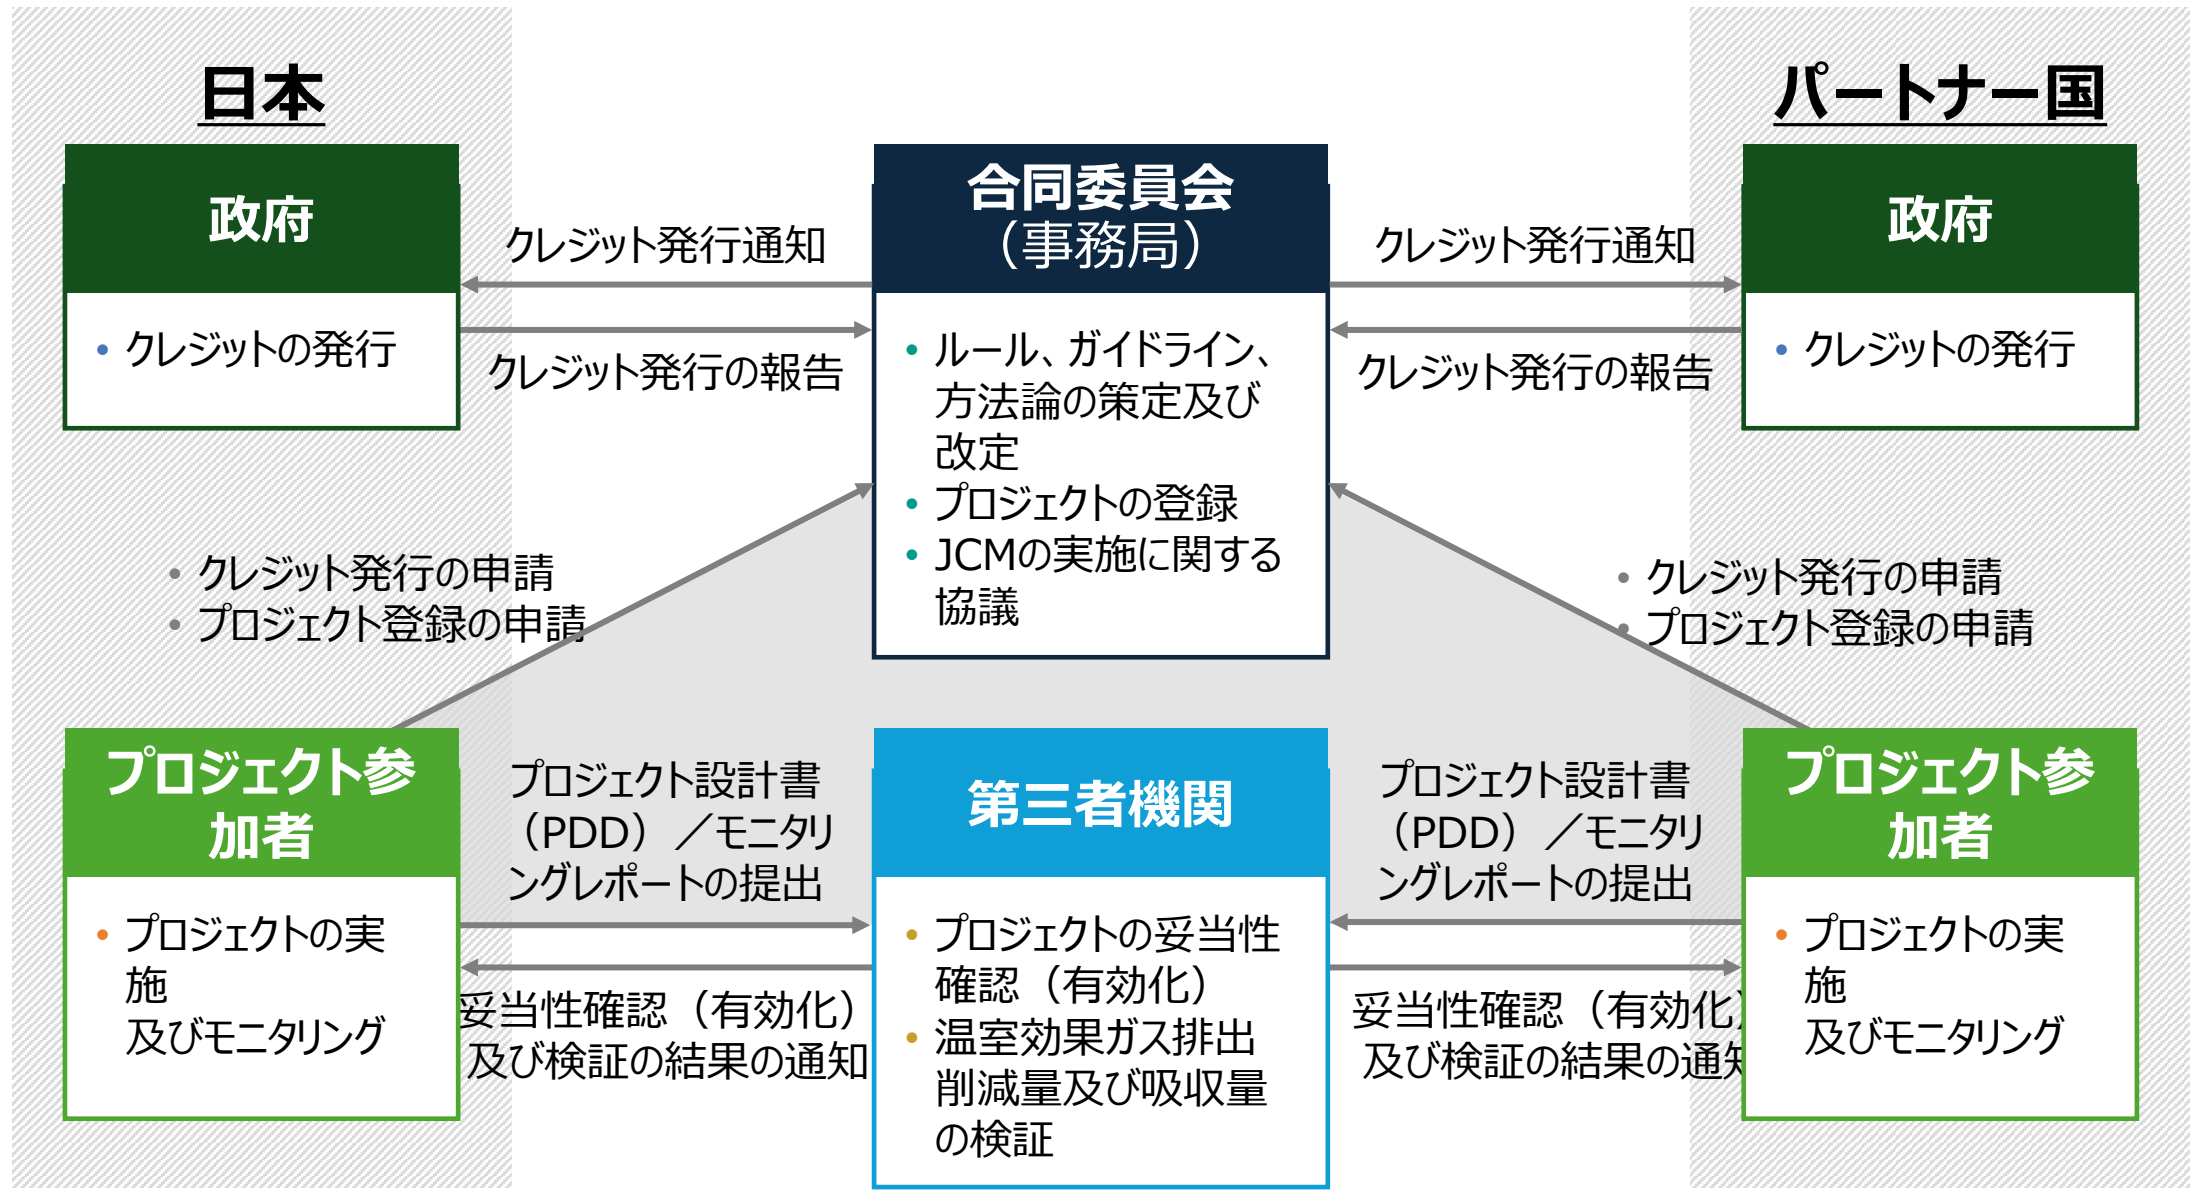 日本
パートナー国
政府
合同委員会
（事務局）
政府
クレジット発行通知
クレジット発行通知
• クレジットの発行
クレジット発行の報告
• ルール、ガイドライン、
方法論の策定及び
改定
• プロジェクトの登録
• JCMの実施に関する
協議
クレジット発行の報告
• クレジットの発行
• クレジット発行の申請
• プロジェクト登録の申請
• クレジット発行の申請
• プロジェクト登録の申請
プロジェクト参
加者
プロジェクト設計書
（PDD）／モニタリ
ングレポートの提出
第三者機関
プロジェクト設計書
（PDD）／モニタリ
ングレポートの提出
プロジェクト参
加者
• プロジェクトの実
施
及びモニタリング
妥当性確認（有効化）
及び検証の結果の通知
• プロジェクトの妥当性
確認（有効化）
• 温室効果ガス排出
削減量及び吸収量
の検証
妥当性確認（有効化）
及び検証の結果の通知
• プロジェクトの実
施
及びモニタリング